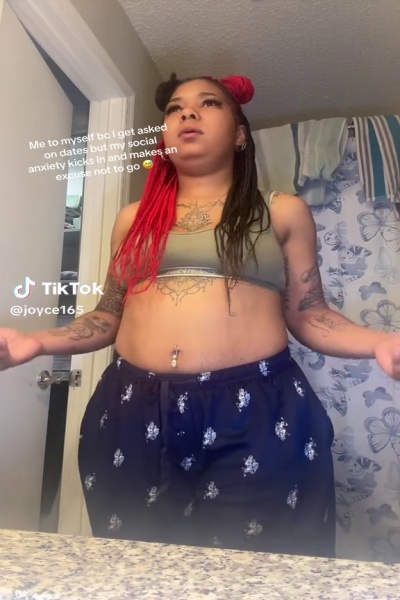 Me to myself bc I get asked
on dates but my social
anxiety kicks in and makes an
excuse not to go 😅
TikTok
@joyce165